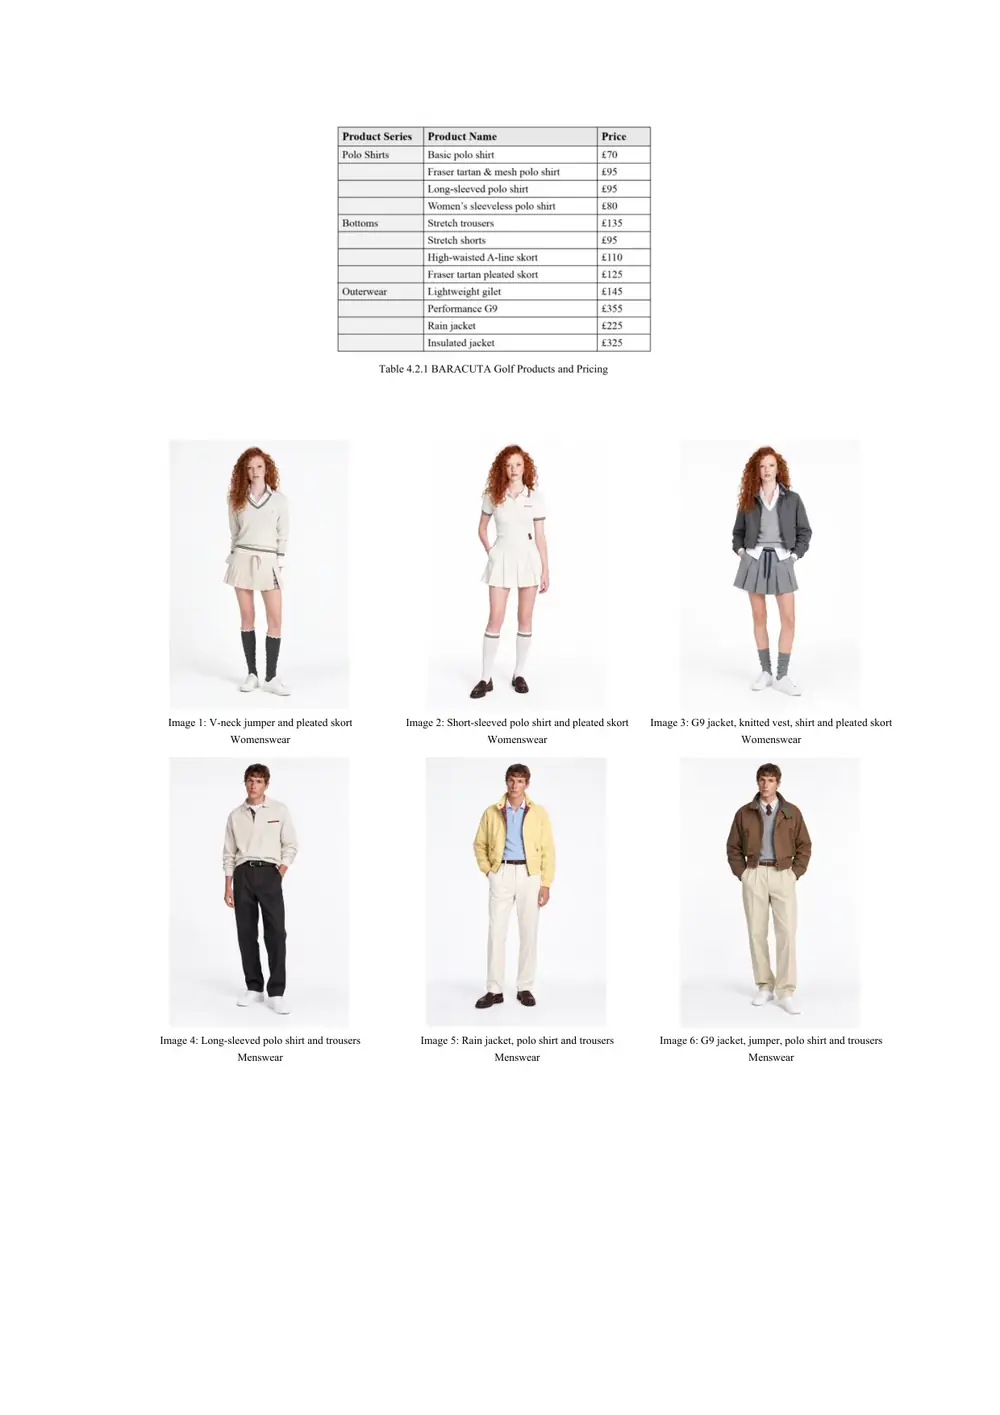 Product Series Product Name Price
Polo Shirts Basic polo shirt £70
Fraser tartan & mesh polo shirt £95
Long-sleeved polo shirt £95
Women’s sleeveless polo shirt £80
Bottoms Stretch trousers £135
Stretch shorts £95
High-waisted A-line skort £110
Fraser tartan pleated skort £125
Outerwear Lightweight gilet £145
Performance G9 £355
Rain jacket £225
Insulated jacket £325
Table 4.2.1 BARACUTA Golf Products and Pricing
Image 1: V-neck jumper and pleated skort
Womenswear
Image 2: Short-sleeved polo shirt and pleated skort
Womenswear
Image 3: G9 jacket, knitted vest, shirt and pleated skort
Womenswear
Image 4: Long-sleeved polo shirt and trousers
Menswear
Image 5: Rain jacket, polo shirt and trousers
Menswear
Image 6: G9 jacket, jumper, polo shirt and trousers
Menswear